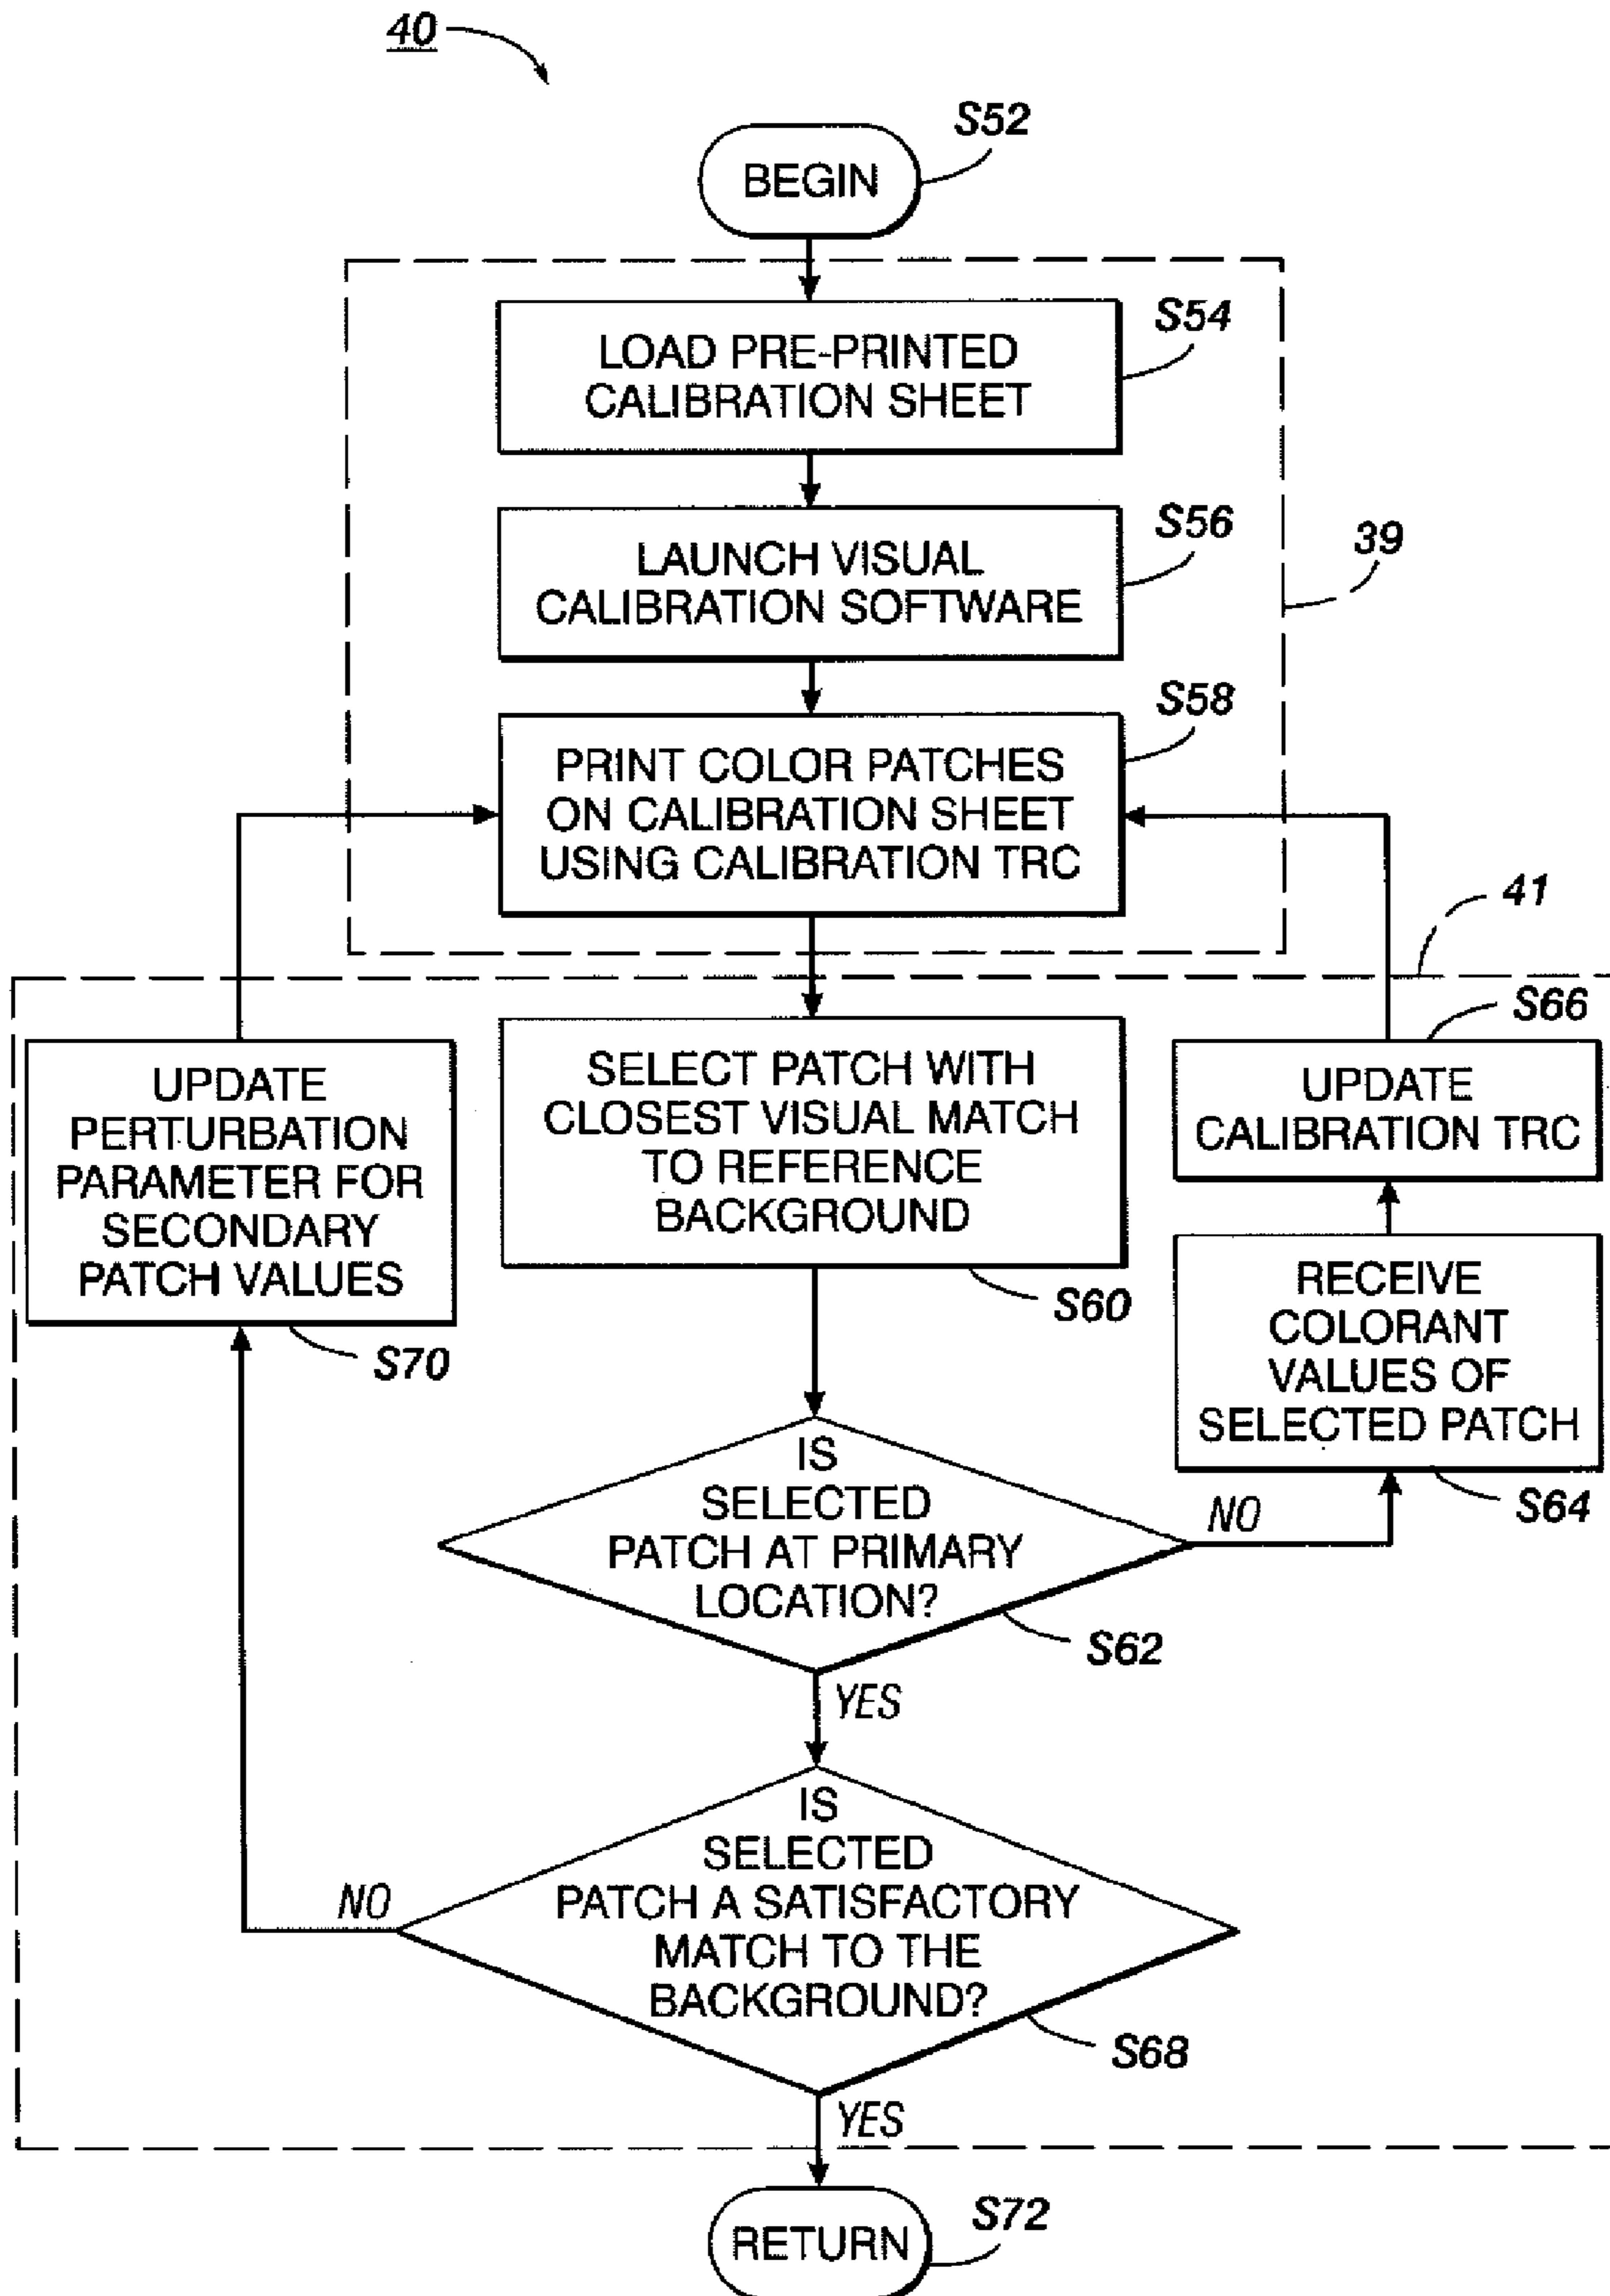 40
S52
BEGIN
S54
LOAD PRE-PRINTED
CALIBRATION SHEET
S56
LAUNCH VISUAL
CALIBRATION SOFTWARE
39
S58
PRINT COLOR PATCHES
ON CALIBRATION SHEET
USING CALIBRATION TRC
41
S66
UPDATE
CALIBRATION TRC
UPDATE
PERTURBATION
PARAMETER FOR
SECONDARY
PATCH VALUES
S70
SELECT PATCH WITH
CLOSEST VISUAL MATCH
TO REFERENCE
BACKGROUND
S60
RECEIVE
COLORANT
VALUES OF
SELECTED PATCH
S64
IS
SELECTED
PATCH AT PRIMARY
LOCATION?
NO
S62
YES
IS
SELECTED
PATCH A SATISFACTORY
MATCH TO THE
BACKGROUND?
NO
S68
YES
RETURN
S72